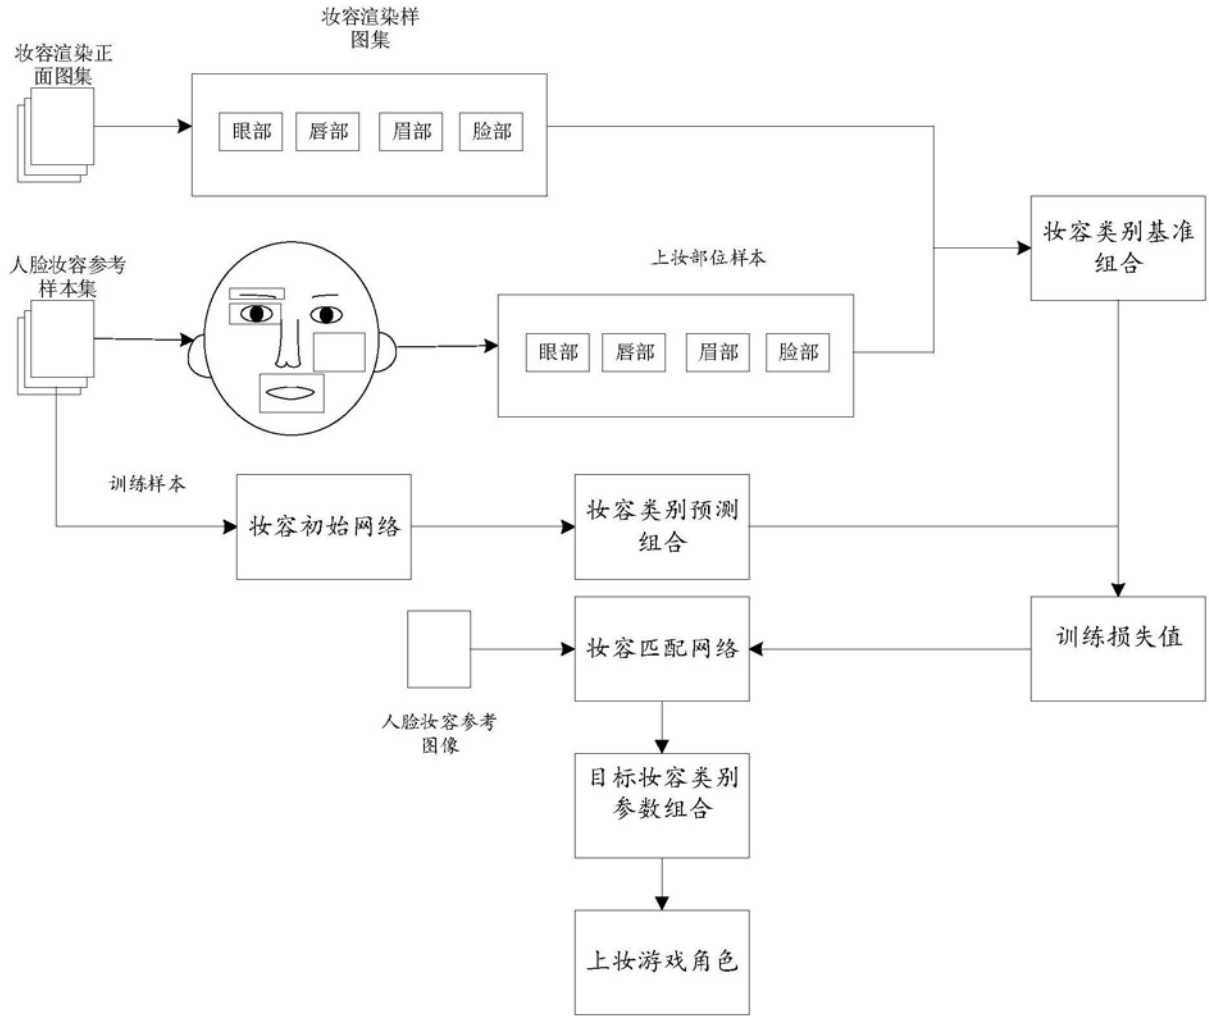 妆容渲染样
图集
妆容渲染正
面图集
眼部
唇部
眉部
脸部
妆容类别基准
组合
人脸妆容参考
样本集
上妆部位样本
眼部
唇部
眉部
脸部
训练样本
妆容初始网络
妆容类别预测
组合
妆容匹配网络
训练损失值
人脸妆容参考
图像
目标妆容类别
参数组合
上妆游戏角色